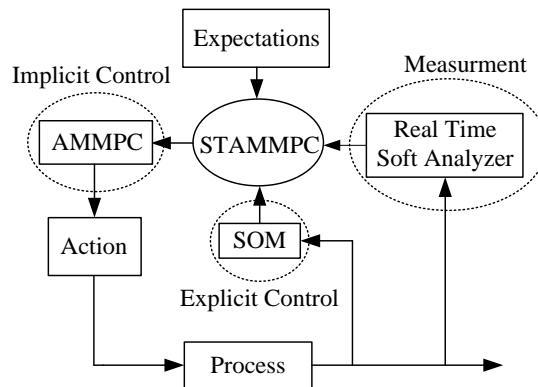 Expectations
Implicit Control
Measurment
AMMPC
STAMMPC
Real Time
Soft Analyzer
Action
SOM
Explicit Control
Process